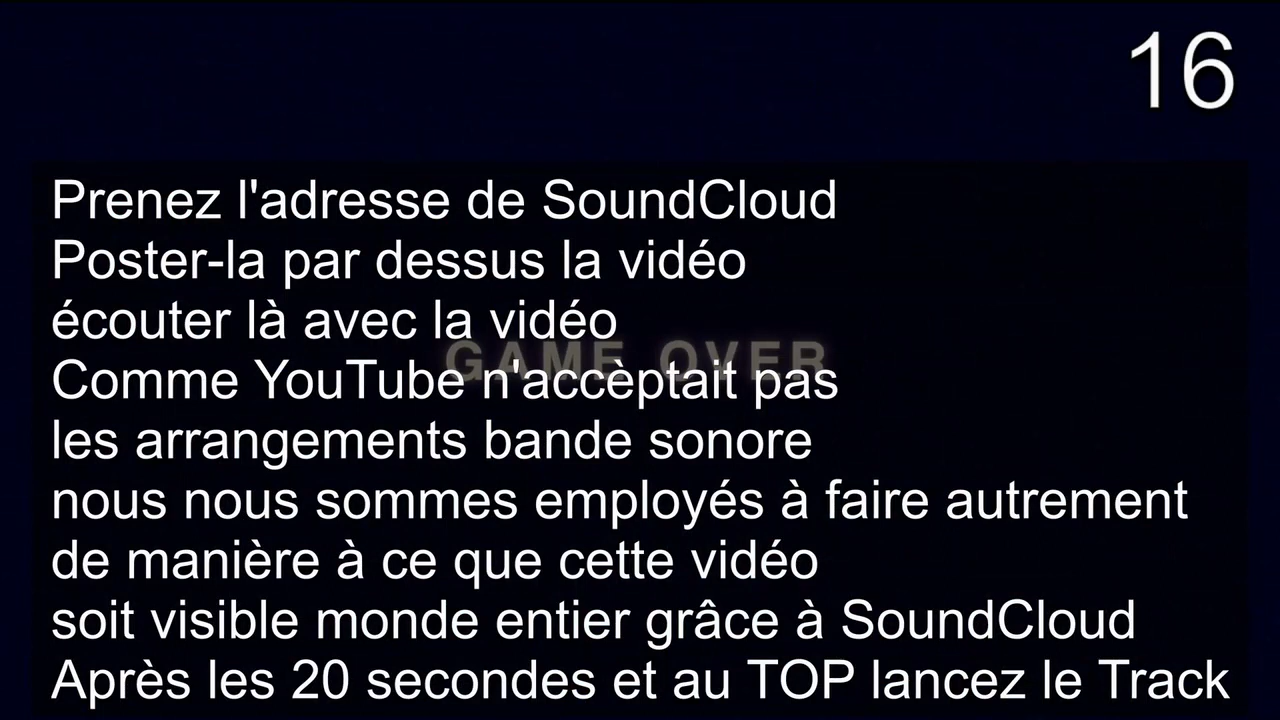 16
Prenez l'adresse de SoundCloud
Poster-la par dessus la vidéo
écouter là avec la vidéo
GAME OVER
Comme YouTube n'accèptait pas
les arrangements bande sonore
nous nous sommes employés à faire autrement
de manière à ce que cette vidéo
soit visible monde entier grâce à SoundCloud
Après les 20 secondes et au TOP lancez le Track